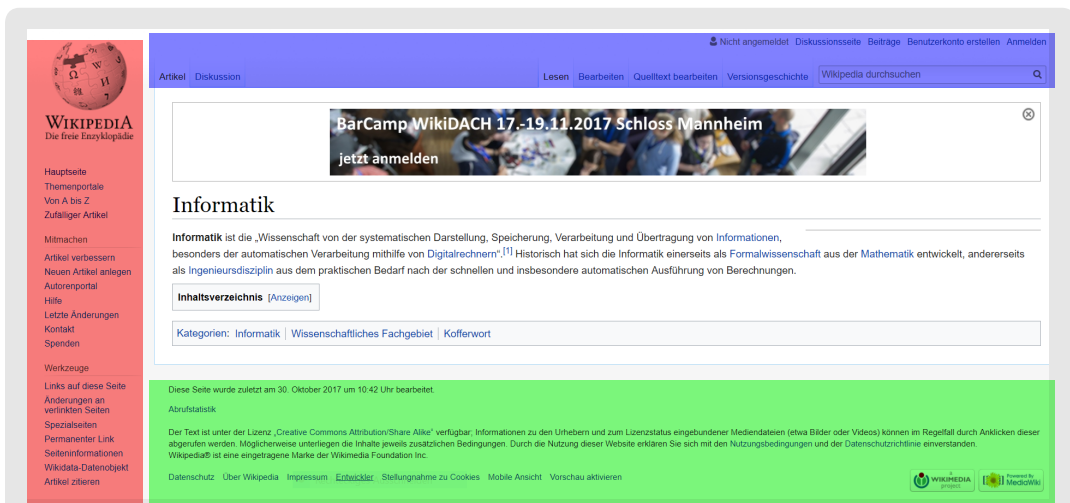 WIKIPEDIA
Die freie Enzyklopädie
Hauptseite
Themenportale
Von A bis Z
Zufälliger Artikel
Mitmachen
Artikel verbessern
Neuen Artikel anlegen
Autorenportal
Hilfe
Letzte Änderungen
Kontakt
Spenden
Werkzeuge
Links auf diese Seite
Änderungen an
verlinkten Seiten
Spezialseiten
Permanenter Link
Seiteninformationen
Wikidata-Datenobjekt
Artikel zitieren
Nicht angemeldet Diskussionsseite Beiträge Benutzerkonto erstellen Anmelden
Artikel Diskussion Lesen Bearbeiten Quelltext bearbeiten Versionsgeschichte Wikipedia durchsuchen
BarCamp WikiDACH 17.-19.11.2017 Schloss Mannheim
jetzt anmelden
Informatik
Informatik ist die „Wissenschaft von der systematischen Darstellung, Speicherung, Verarbeitung und Übertragung von Informationen,
besonders der automatischen Verarbeitung mithilfe von Digitalrechnern“.[1] Historisch hat sich die Informatik einerseits als Formalwissenschaft aus der Mathematik entwickelt, andererseits
als Ingenieursdisziplin aus dem praktischen Bedarf nach der schnellen und insbesondere automatischen Ausführung von Berechnungen.
Inhaltsverzeichnis [Anzeigen]
Kategorien: Informatik | Wissenschaftliches Fachgebiet | Kofferwort
Diese Seite wurde zuletzt am 30. Oktober 2017 um 10:42 Uhr bearbeitet.
Abrufstatistik
Der Text ist unter der Lizenz „Creative Commons Attribution/Share Alike“ verfügbar; Informationen zu den Urhebern und zum Lizenzstatus eingebundener Mediendateien (etwa Bilder oder Videos) können im Regelfall durch Anklicken dieser
abgerufen werden. Möglicherweise unterliegen die Inhalte jeweils zusätzlichen Bedingungen. Durch die Nutzung dieser Website erklären Sie sich mit den Nutzungsbedingungen und der Datenschutzrichtlinie einverstanden.
Wikipedia® ist eine eingetragene Marke der Wikimedia Foundation Inc.
Datenschutz Über Wikipedia Impressum Entwickler Stellungnahme zu Cookies Mobile Ansicht Vorschau aktivieren
A
WIKIMEDIA
project
Powered By
MediaWiki